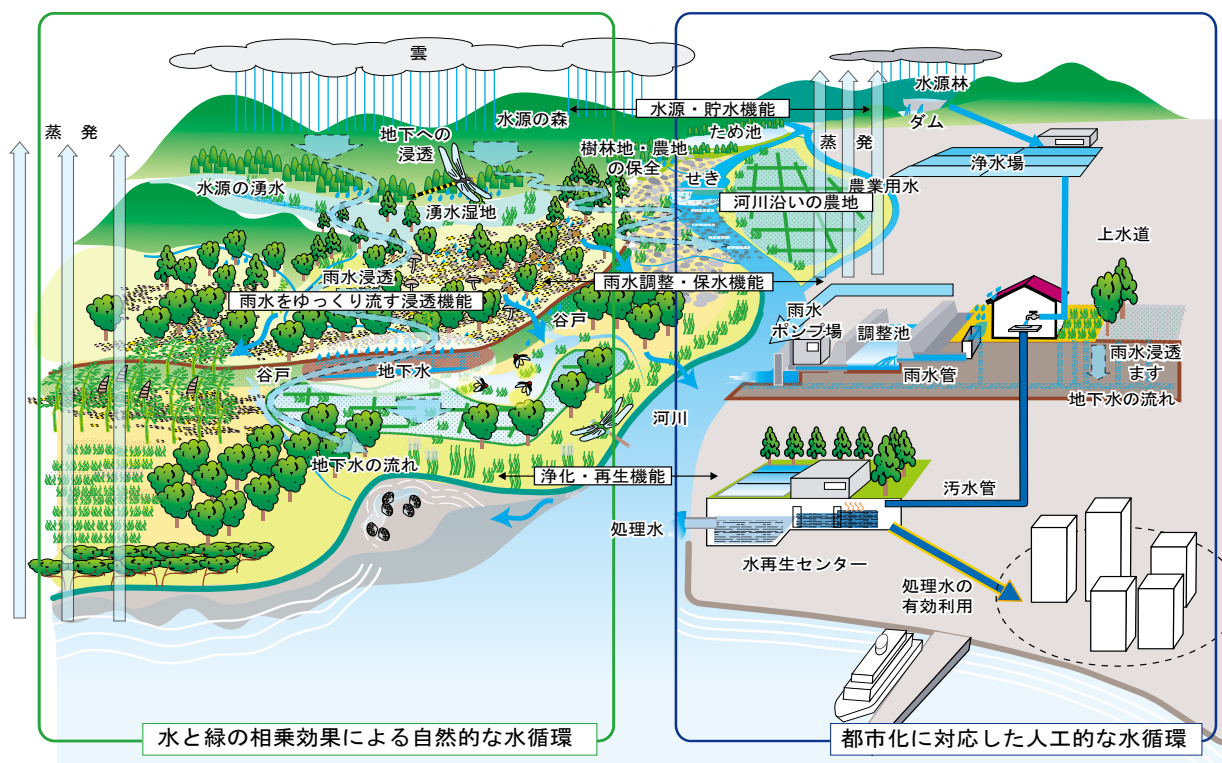 雲
水源林
水源・貯水機能
ダム
蒸発
地下への
浸透
水源の森
ため池
樹林地・農地
の保全
蒸発
浄水場
水源の湧水
せき
農業用水
湧水湿地
河川沿いの農地
上水道
雨水浸透
雨水調整・保水機能
雨水をゆっくり流す浸透機能
谷戸
雨水
ポンプ場
調整池
谷戸
地下水
雨水管
雨水浸透
ます
地下水の流れ
河川
地下水の流れ
浄化・再生機能
汚水管
処理水
水再生センター
処理水の
有効利用
水と緑の相乗効果による自然的な水循環
都市化に対応した人工的な水循環